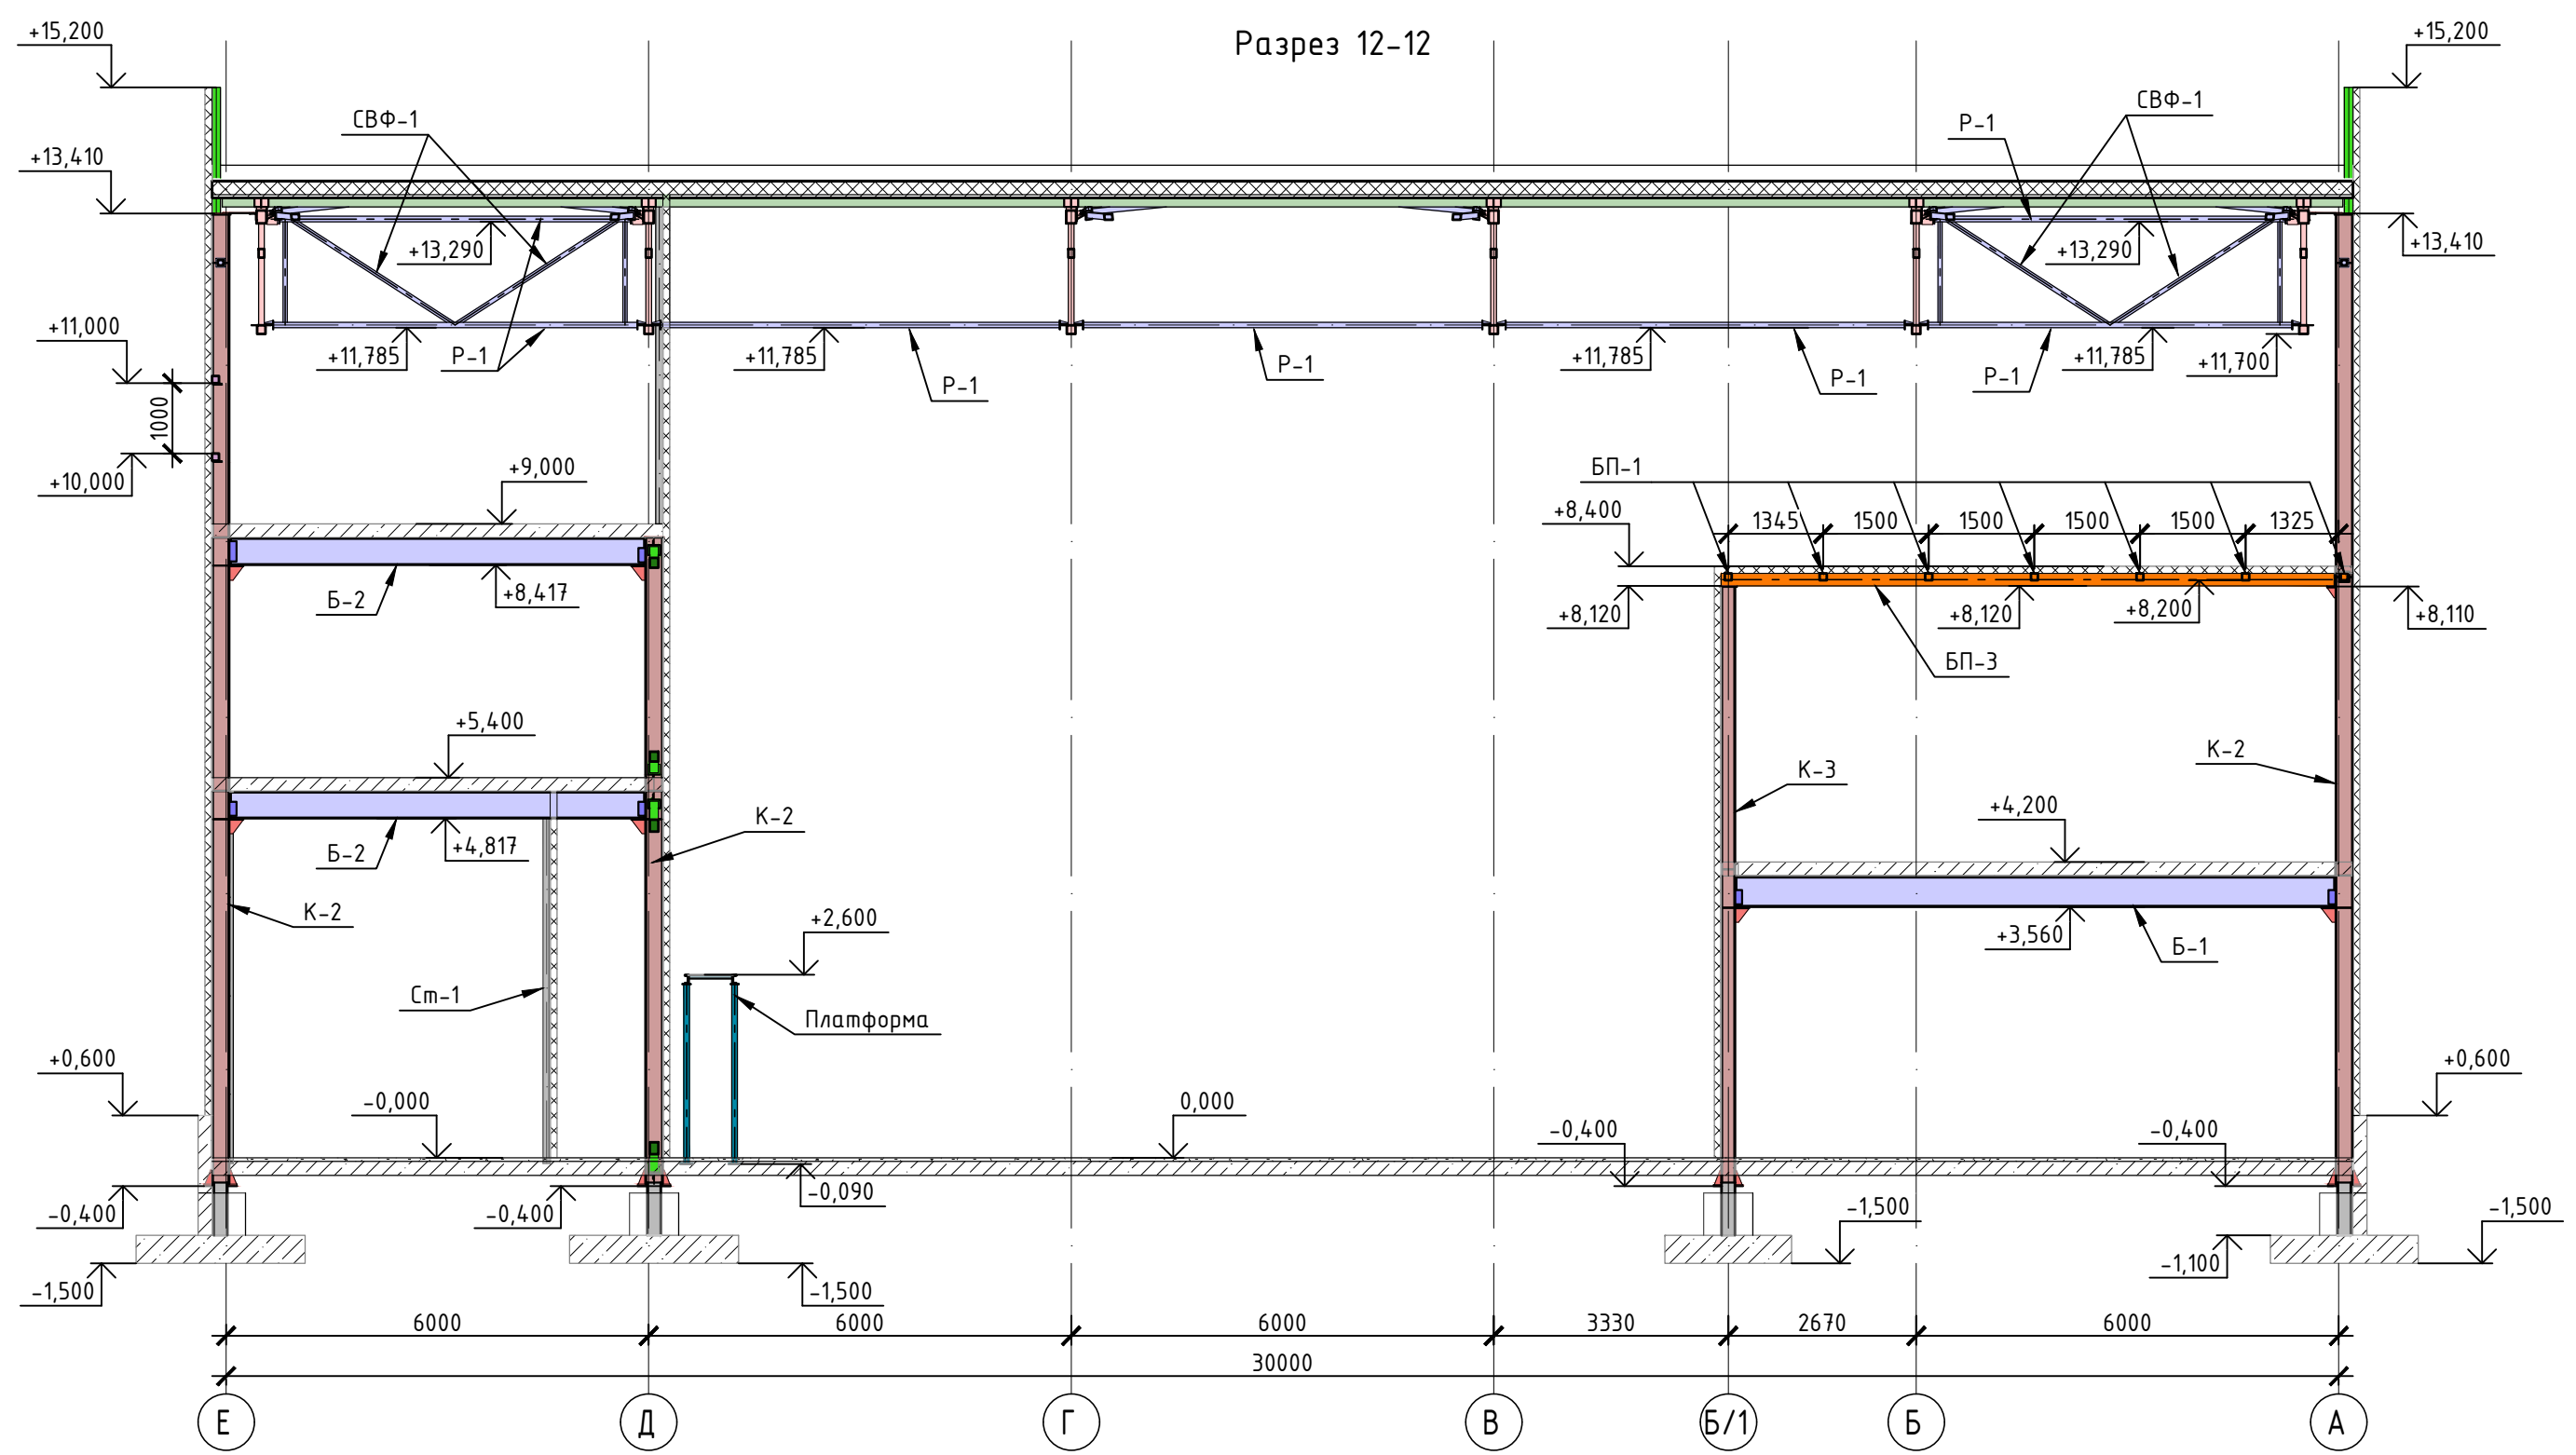 Разрез 12-12
+15,200
+15,200
СВФ-1
СВФ-1
Р-1
+13,410
+13,290
+13,290
+13,410
+11,000
+11,785
Р-1
+11,785
Р-1
Р-1
+11,785
Р-1
Р-1
+11,785
+11,700
1000
+10,000
+9,000
БП-1
+8,400
1345
1500
1500
1500
1500
1325
Б-2
+8,417
+8,120
+8,120
+8,200
+8,110
БП-3
+5,400
К-3
К-2
+4,200
К-2
Б-2
+4,817
К-2
+2,600
+3,560
Б-1
Ст-1
Платформа
+0,600
+0,600
-0,000
0,000
-0,400
-0,400
-0,400
-0,400
-0,090
-1,500
-1,500
-1,500
-1,500
-1,100
6000
6000
6000
3330
2670
6000
30000
Е
Д
Г
В
Б/1
Б
А